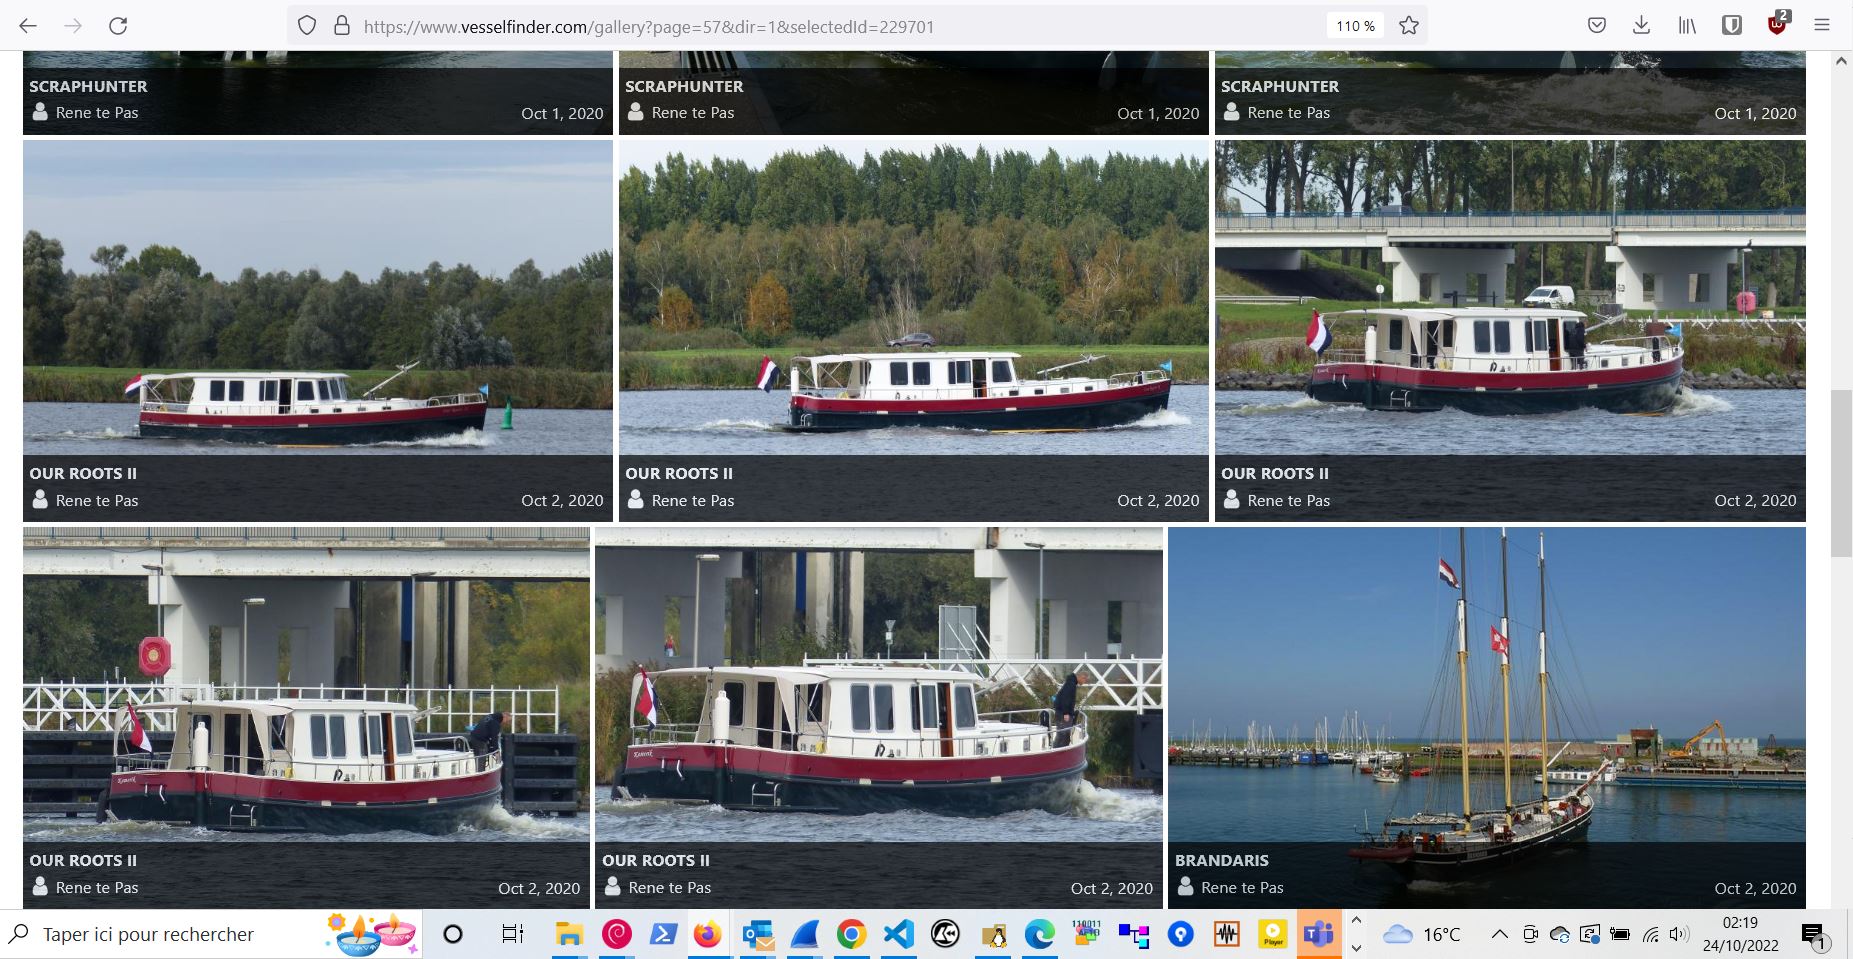 https://www.vesselfinder.com/gallery?page=57&dir=1&selectedId=229701
110 %
2
SCRAPHUNTER
Rene te Pas
Oct 1, 2020
SCRAPHUNTER
Rene te Pas
Oct 1, 2020
SCRAPHUNTER
Rene te Pas
Oct 1, 2020
OUR ROOTS II
Rene te Pas
Oct 2, 2020
OUR ROOTS II
Rene te Pas
Oct 2, 2020
OUR ROOTS II
Rene te Pas
Oct 2, 2020
Kamerik
Kamerik
OUR ROOTS II
Rene te Pas
Oct 2, 2020
OUR ROOTS II
Rene te Pas
Oct 2, 2020
BRANDARIS
Rene te Pas
Oct 2, 2020
Taper ici pour rechercher
Player
16°C
02:19
24/10/2022
1